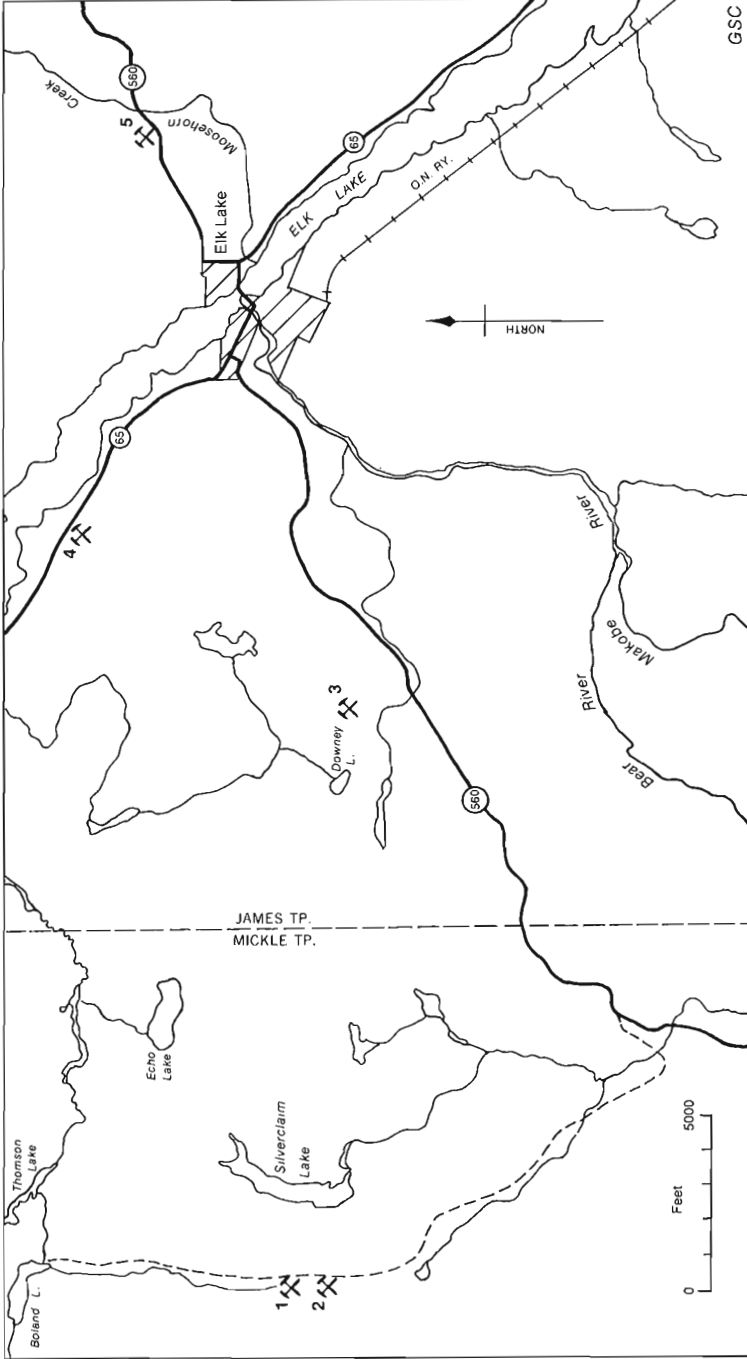 Creek
Moosehorn
560
5
Elk Lake
65
ELK LAKE
O.N. RY.
GSC
NORTH
65
4
River
Makobe
River
Bear
3
Downey
L.
560
JAMES TP.
MICKLE TP.
Echo
Lake
Thomson
Lake
Silverclaim
Lake
Boland L.
1
2
Feet
0
5000